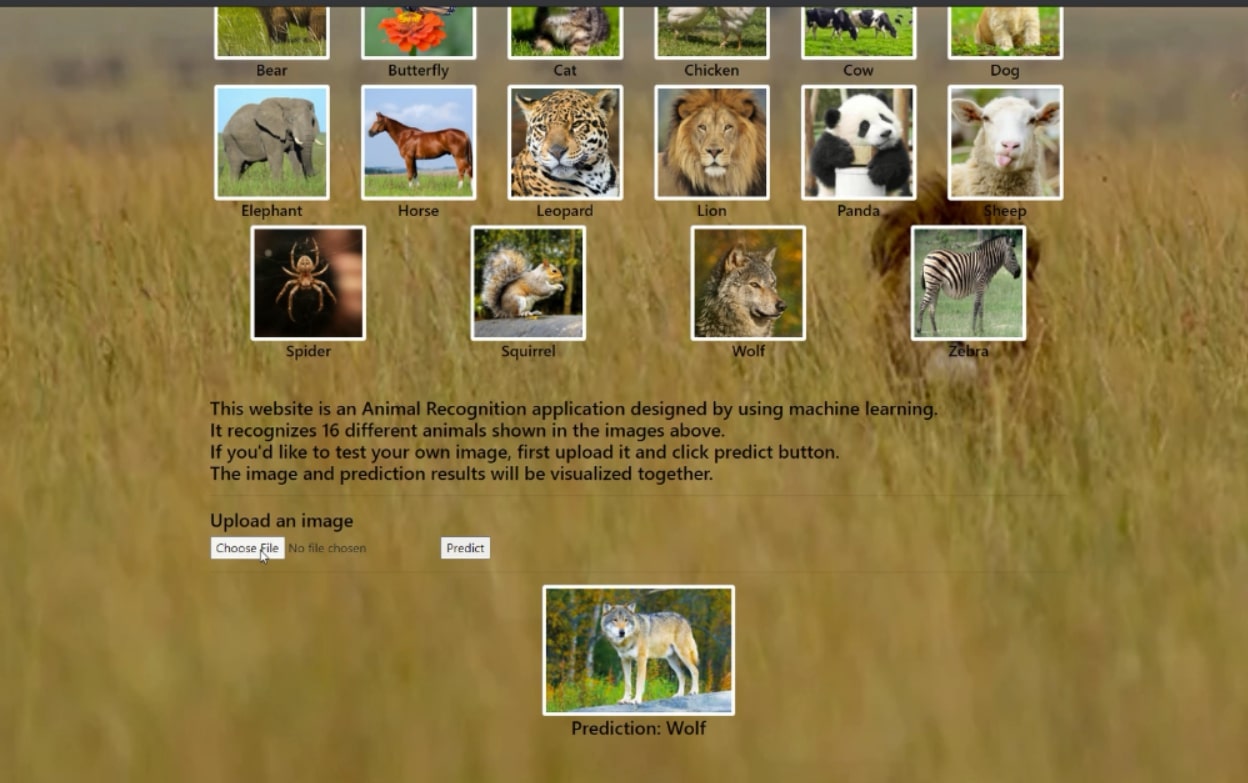 Bear Butterfly Cat Chicken Cow Dog
Elephant Horse Leopard Lion Panda Sheep
Spider Squirrel Wolf Zebra
This website is an Animal Recognition application designed by using machine learning.
It recognizes 16 different animals shown in the images above.
If you'd like to test your own image, first upload it and click predict button.
The image and prediction results will be visualized together.
Upload an image
Choose File No file chosen Predict
Prediction: Wolf